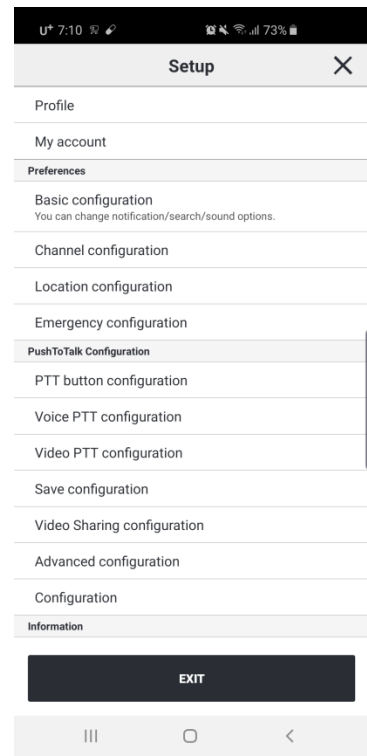 U+ 7:10 73%
Setup
Profile
My account
Preferences
Basic configuration
You can change notification/search/sound options.
Channel configuration
Location configuration
Emergency configuration
PushToTalk Configuration
PTT button configuration
Voice PTT configuration
Video PTT configuration
Save configuration
Video Sharing configuration
Advanced configuration
Configuration
Information
EXIT